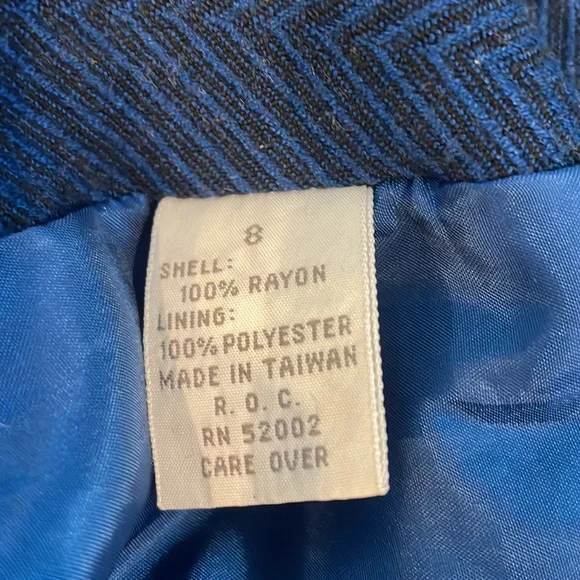 8
SHELL:
100% RAYON
LINING:
100% POLYESTER
MADE IN TAIWAN
R. O. C.
RN 52002
CARE OVER